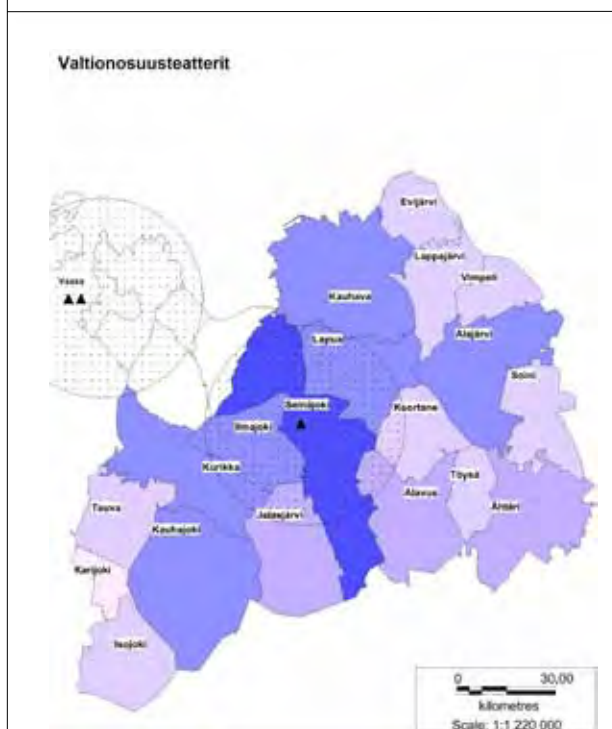 Valtionosuusteatterit
Evijärvi
Lappajärvi
Vimpeli
Vaasa
Kauhava
Alajärvi
Lapua
Soini
Seinäjoki
Kuortane
Ilmajoki
Kurikka
Töysä
Alavus
Ähtäri
Teuva
Jalasjärvi
Kauhajoki
Karijoki
Isojoki
0 30,00
kilometres
Scale: 1:1 220 000